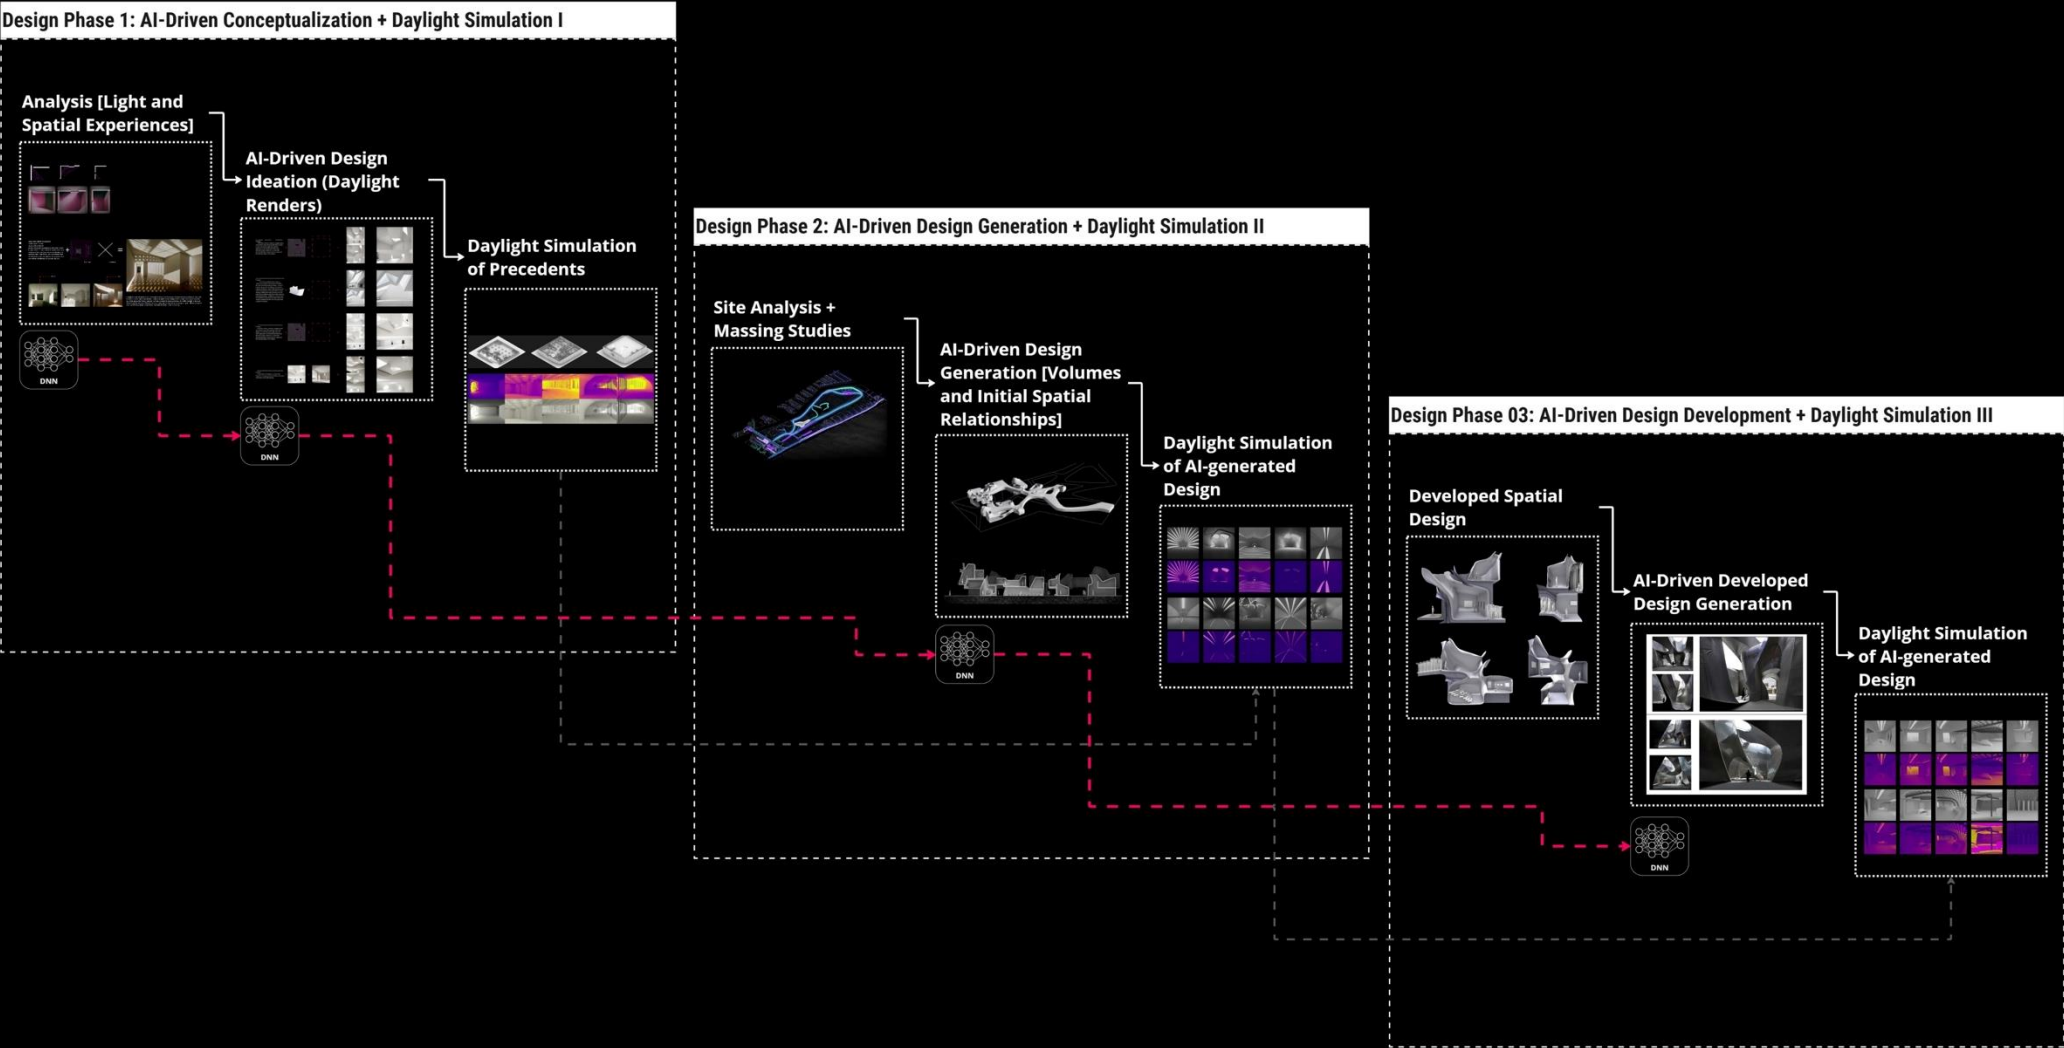 Design Phase 1: AI-Driven Conceptualization + Daylight Simulation I
Analysis [Light and
Spatial Experiences]
DNN
AI-Driven Design
Ideation (Daylight
Renders)
DNN
Daylight Simulation
of Precedents
Design Phase 2: AI-Driven Design Generation + Daylight Simulation II
Site Analysis +
Massing Studies
AI-Driven Design
Generation [Volumes
and Initial Spatial
Relationships]
DNN
Daylight Simulation
of AI-generated
Design
Design Phase 03: AI-Driven Design Development + Daylight Simulation III
Developed Spatial
Design
AI-Driven Developed
Design Generation
DNN
Daylight Simulation
of AI-generated
Design